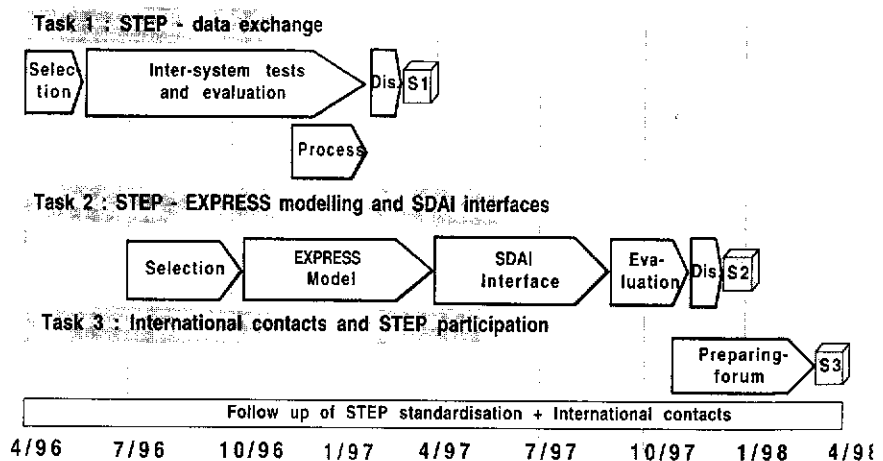 Task 1 : STEP - data exchange
Selec
tion
Inter-system tests
and evaluation
Dis.
S1
Process
Task 2 : STEP - EXPRESS modelling and SDAI interfaces
Selection
EXPRESS
Model
SDAI
Interface
Eva-
luation
Dis.
S2
Task 3 : International contacts and STEP participation
Preparing-
forum
S3
Follow up of STEP standardisation + International contacts
4/96 7/96 10/96 1/97 4/97 7/97 10/97 1/98 4/98